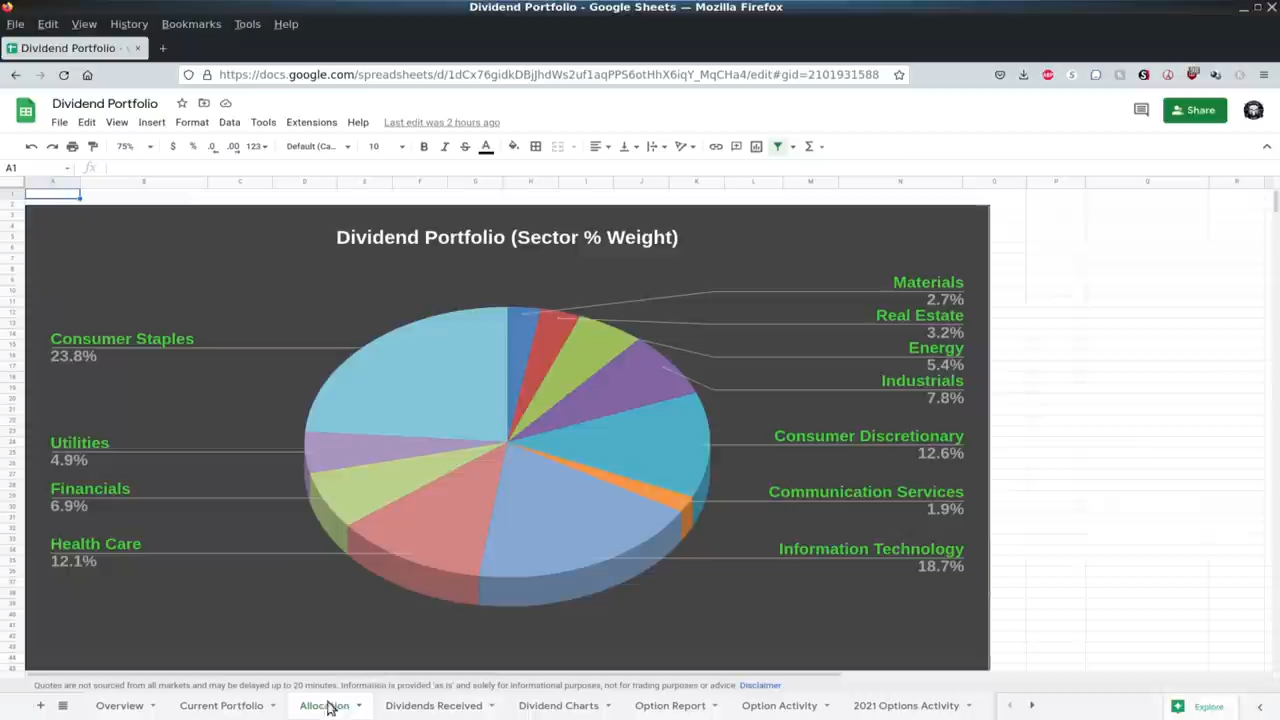 Dividend Portfolio - Google Sheets — Mozilla Firefox
File Edit View History Bookmarks Tools Help
Dividend Portfolio -
https://docs.google.com/spreadsheets/d/1dCx76gidkDBjJhdWs2uf1aqPPS6otHhX6iqY_MqCHa4/edit#gid=2101931588
Dividend Portfolio
File Edit View Insert Format Data Tools Extensions Help Last edit was 2 hours ago
Share
75% $ % .0 .00 123 Default (Ca... 10 B I S A
A1 fx
A B C D E F G H I J K L M N O P Q R
Dividend Portfolio (Sector % Weight)
Materials
2.7%
Real Estate
3.2%
Energy
5.4%
Industrials
7.8%
Consumer Discretionary
12.6%
Communication Services
1.9%
Information Technology
18.7%
Consumer Staples
23.8%
Utilities
4.9%
Financials
6.9%
Health Care
12.1%
Quotes are not sourced from all markets and may be delayed up to 20 minutes. Information is provided 'as is' and solely for informational purposes, not for trading purposes or advice. Disclaimer
Overview Current Portfolio Allocation Dividends Received Dividend Charts Option Report Option Activity 2021 Options Activity Explore